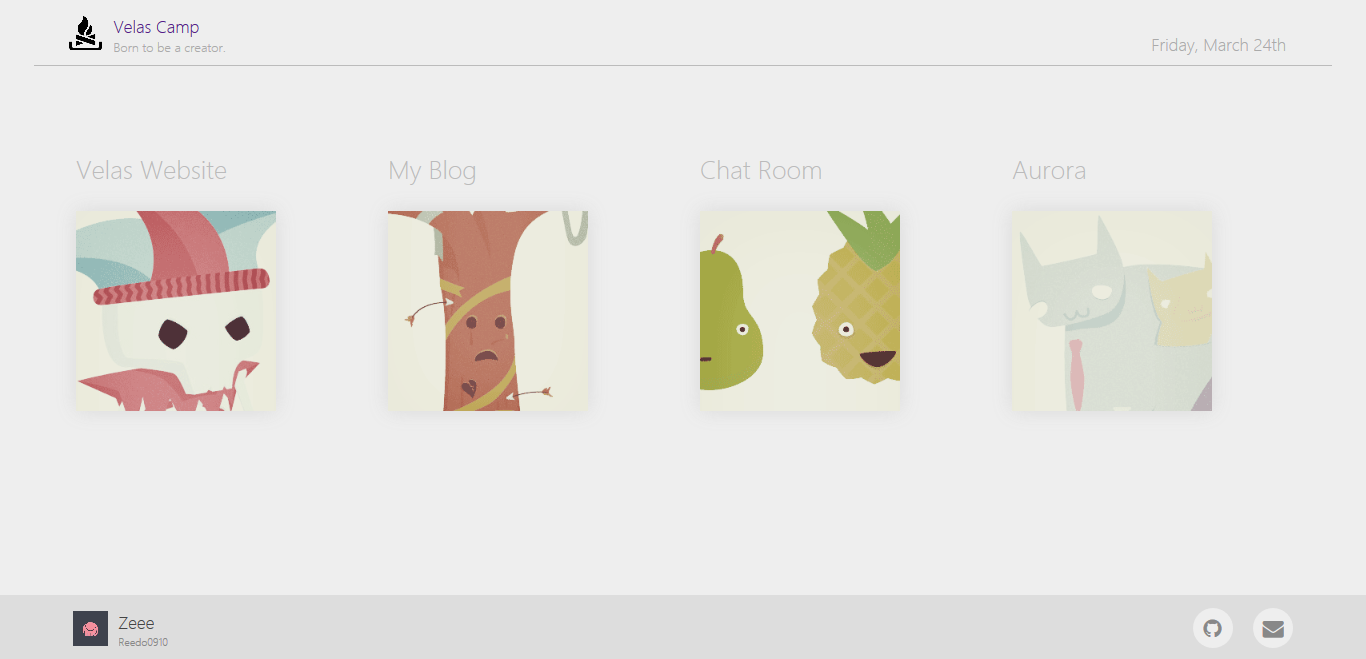 Velas Camp
Born to be a creator.
Friday, March 24th
Velas Website
My Blog
Chat Room
Aurora
Zeee
Reedo0910